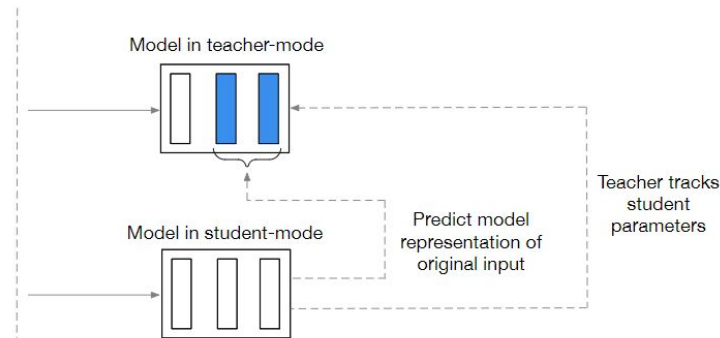 Model in teacher-mode
Teacher tracks
student
parameters
Predict model
representation of
original input
Model in student-mode